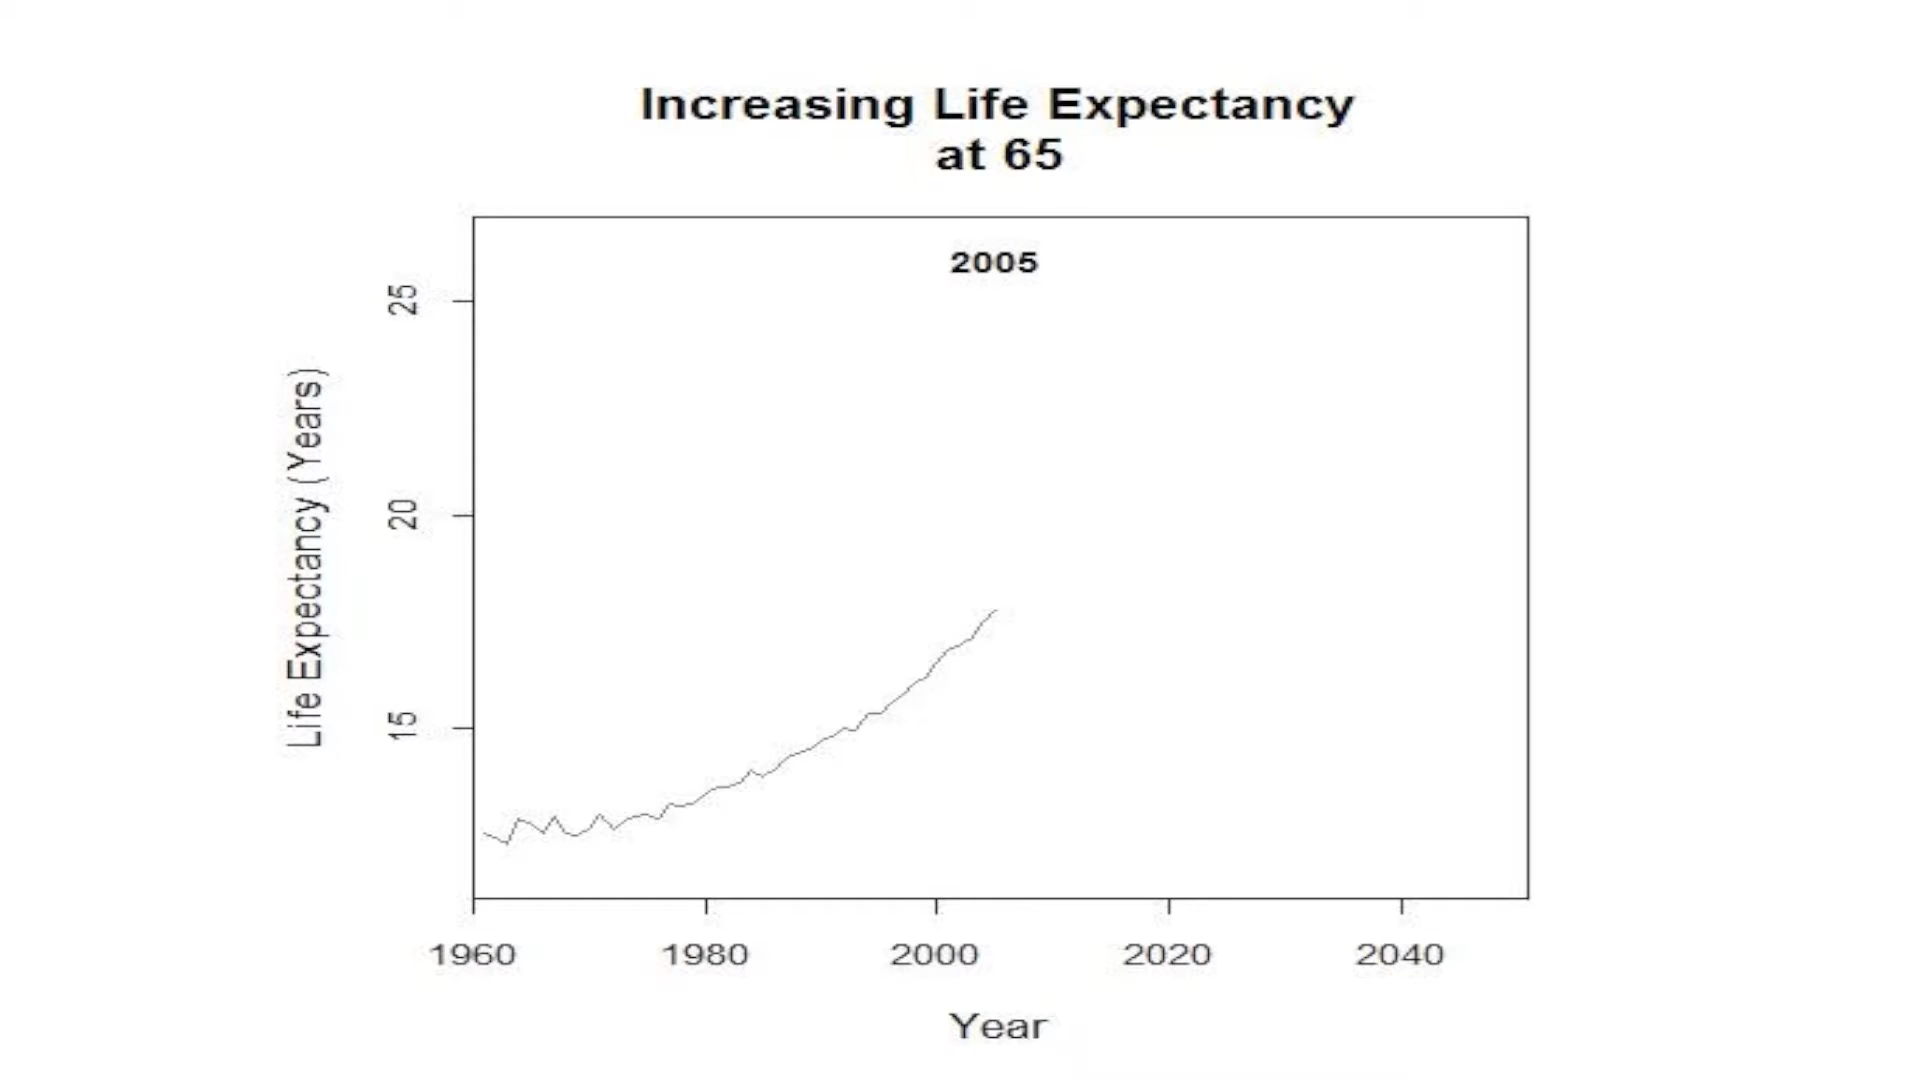 Increasing Life Expectancy
at 65
2005
25
20
15
Life Expectancy (Years)
1960 1980 2000 2020 2040
Year